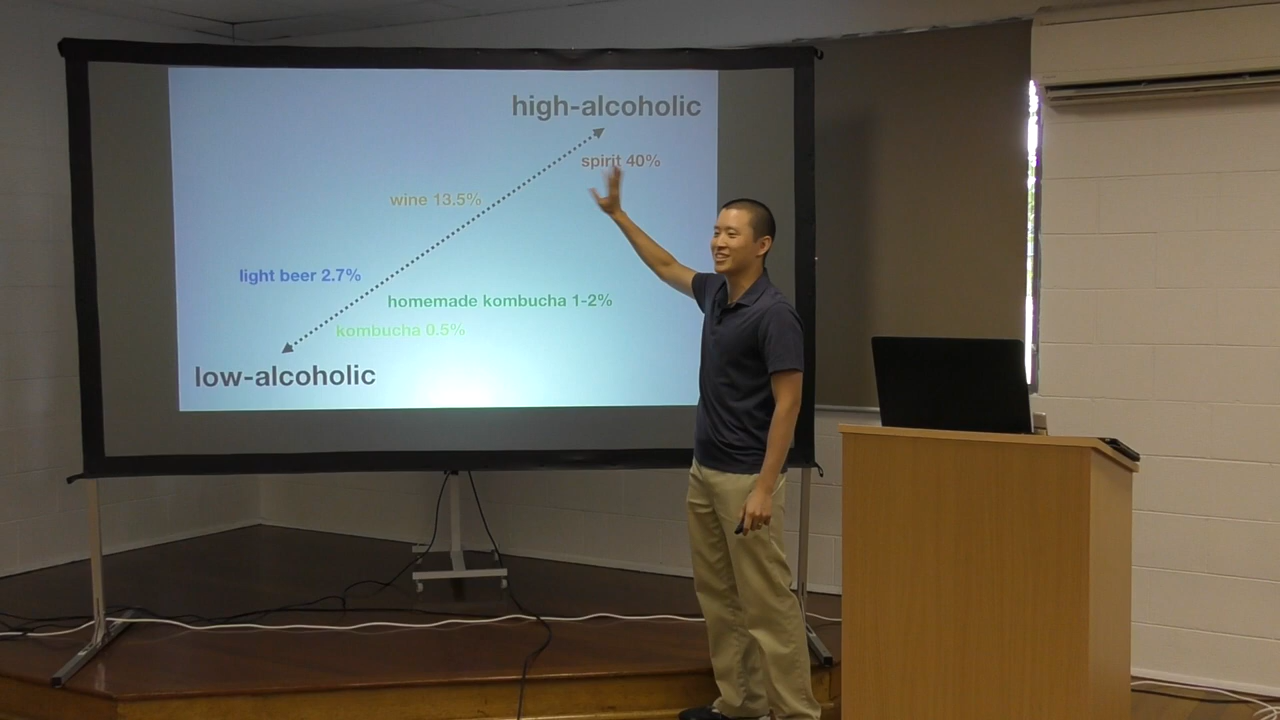 high-alcoholic
spirit 40%
wine 13.5%
light beer 2.7%
homemade kombucha 1-2%
kombucha 0.5%
low-alcoholic